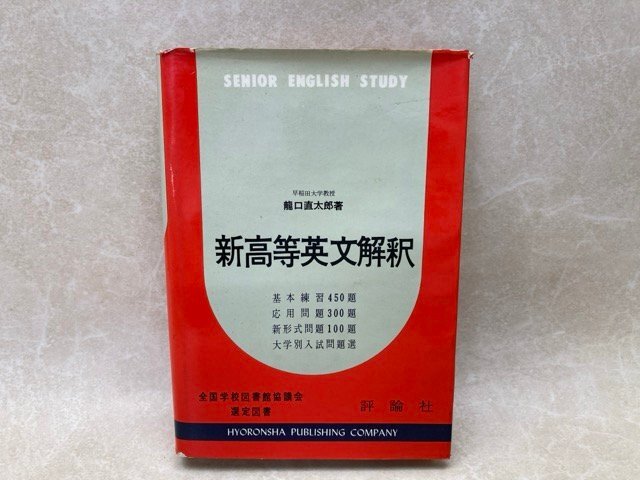 SENIOR ENGLISH STUDY
早稲田大学教授
龍口直太郎著
新高等英文解釈
基本練習450題
応用問題300題
新形式問題100題
大学別入試問題選
全国学校図書館協議会
選定図書
評論社
HYORONSHA PUBLISHING COMPANY